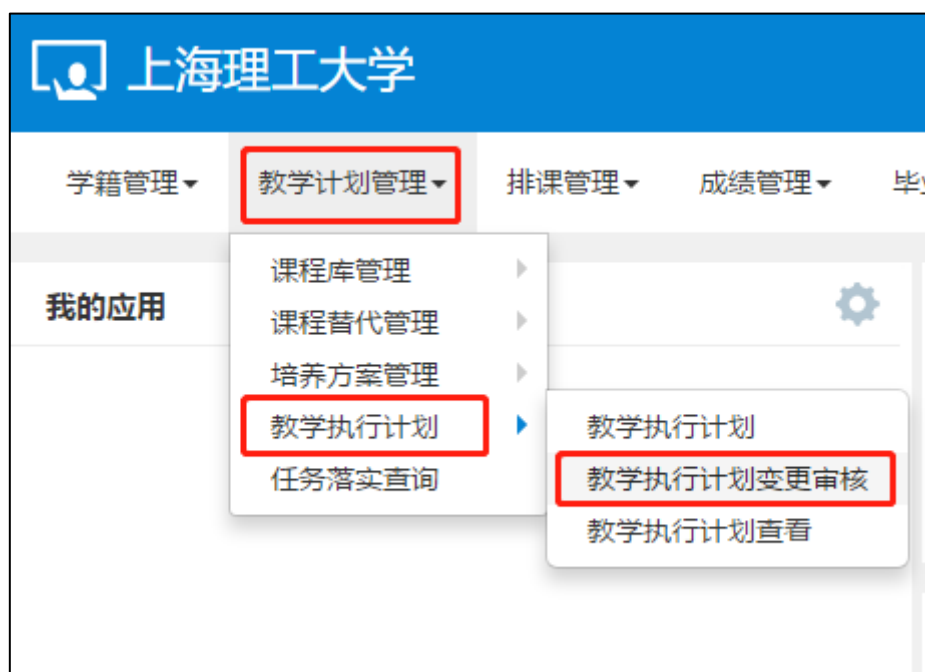 上海理工大学
学籍管理 教学计划管理 排课管理 成绩管理
我的应用
课程库管理
课程替代管理
培养方案管理
教学执行计划
任务落实查询
教学执行计划
教学执行计划变更审核
教学执行计划查看